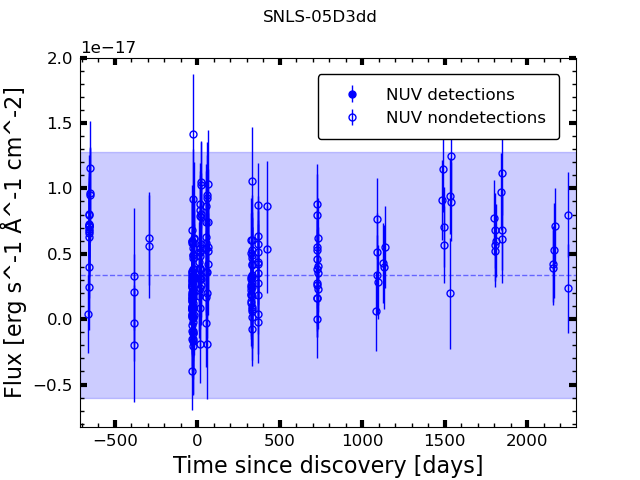 SNLS-05D3dd
1e−17
NUV detections
NUV nondetections
2.0
1.5
1.0
0.5
0.0
−0.5
Flux [erg s^-1 Å^-1 cm^-2]
−500 0 500 1000 1500 2000
Time since discovery [days]